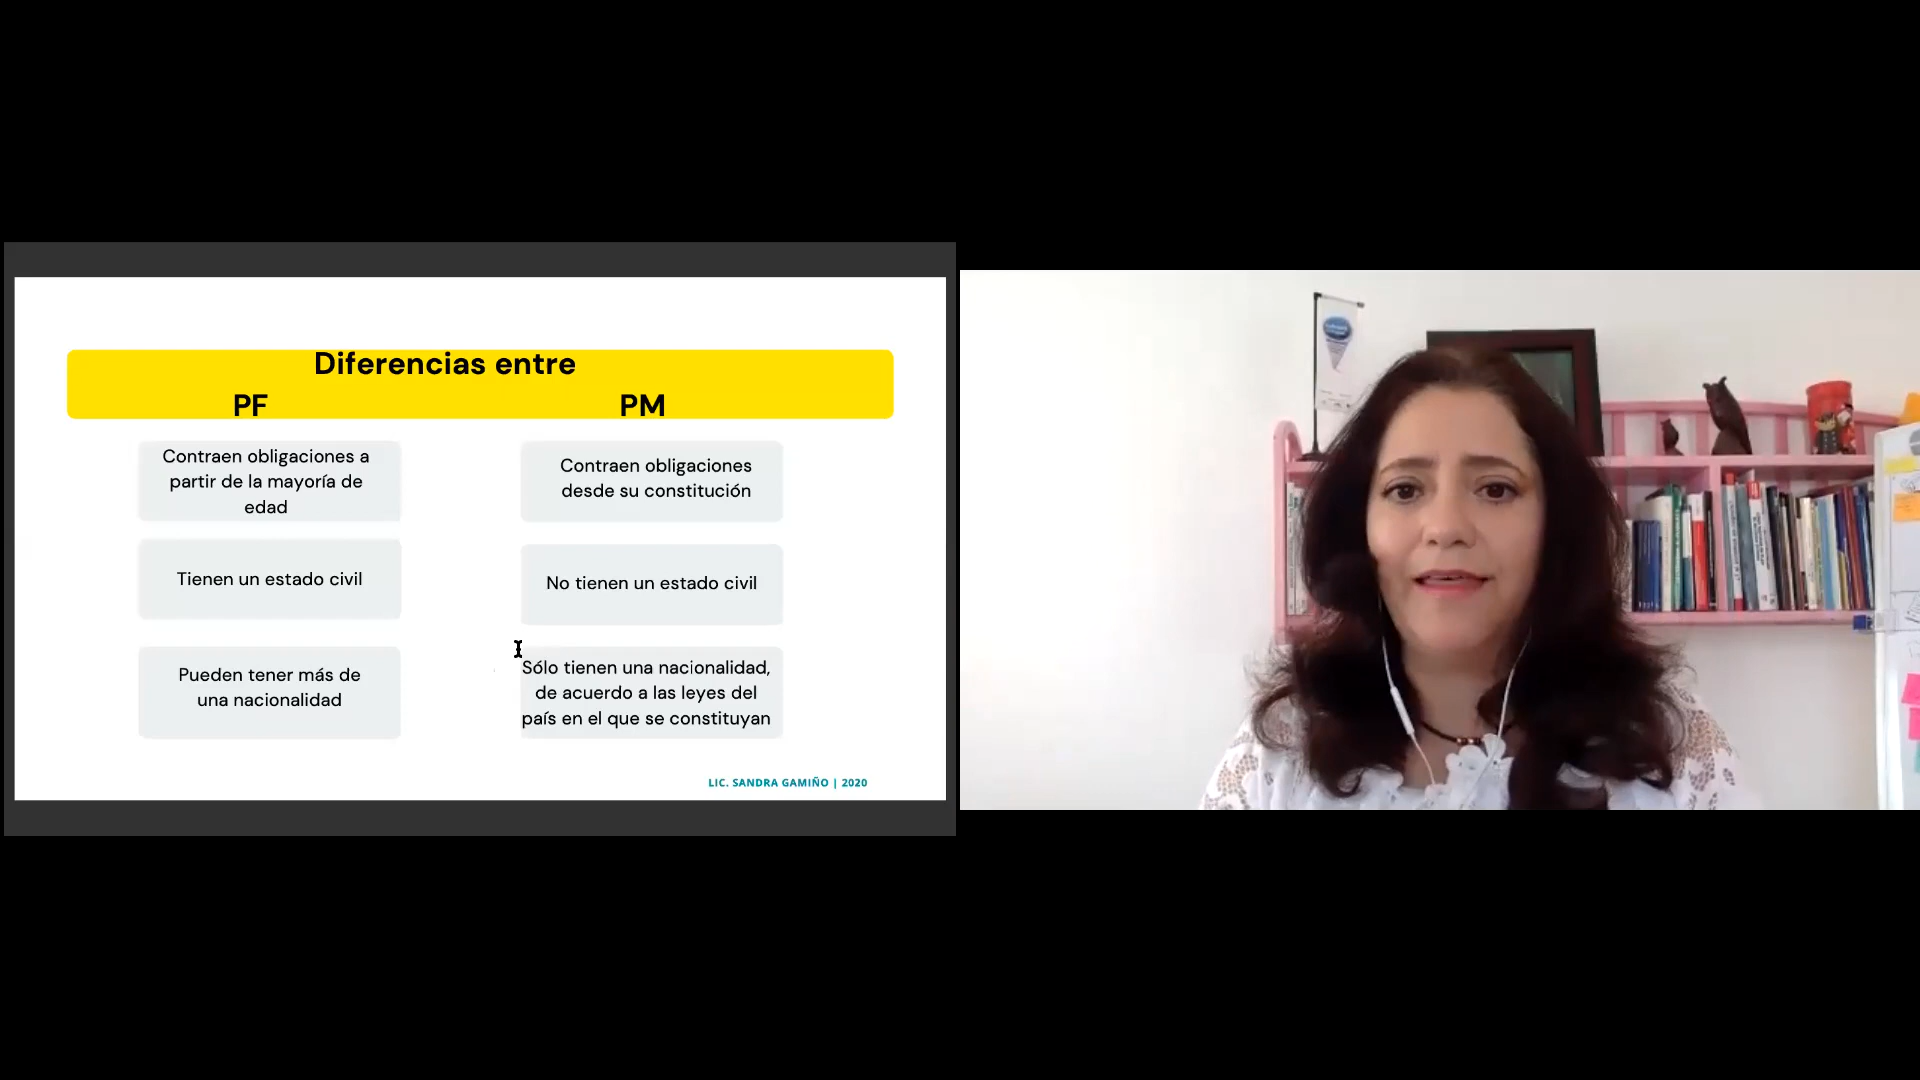 Diferencias entre
PF
PM
Contraen obligaciones a
partir de la mayoría de
edad
Contraen obligaciones
desde su constitución
Tienen un estado civil
No tienen un estado civil
Pueden tener más de
una nacionalidad
Sólo tienen una nacionalidad,
de acuerdo a las leyes del
país en el que se constituyan
LIC. SANDRA GAMIÑO | 2020